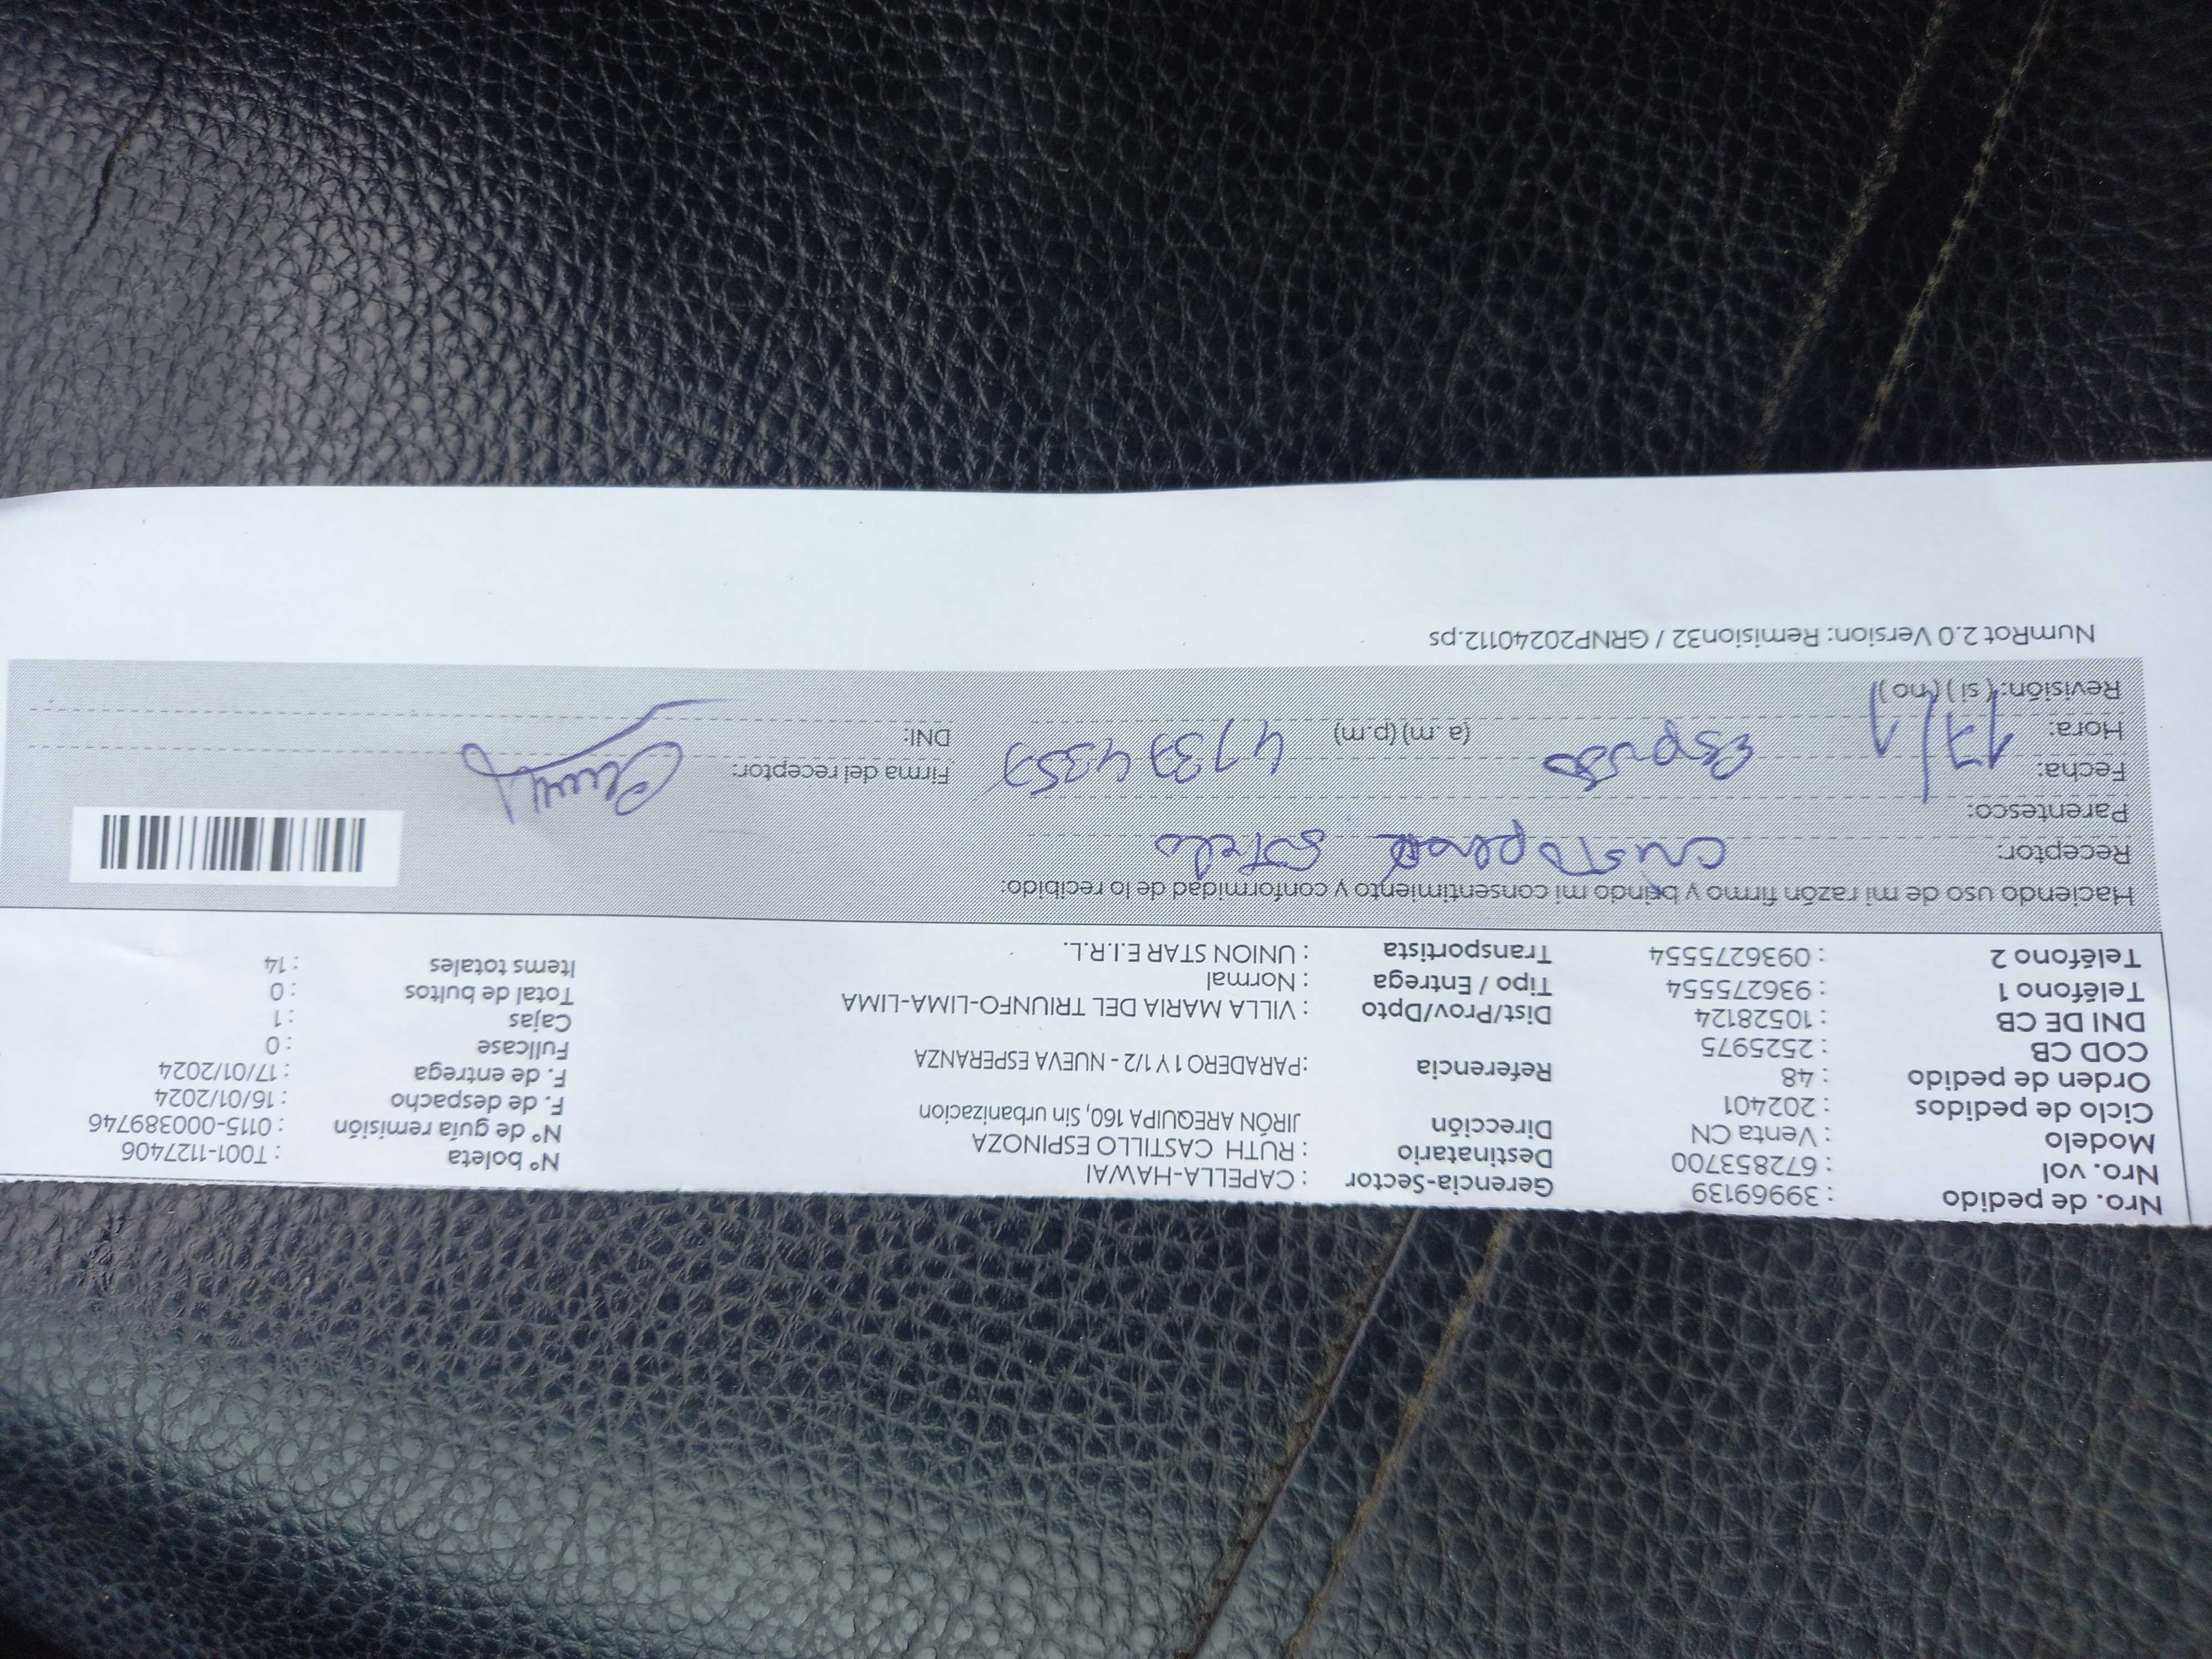 Nro. de pedido : 39969139 Gerencia-Sector : CAPELLA-HAWAI
Nro. vol : 672853700 Destinatario : RUTH CASTILLO ESPINOZA Nº boleta : T001-1127406
Modelo : Venta CN Dirección JIRÓN AREQUIPA 160, Sin urbanizacion Nº de guía remisión : 0115-000389746
Ciclo de pedidos : 202401 F. de despacho : 16/01/2024
Orden de pedido : 48 Referencia :PARADERO 1 Y 1/2 - NUEVA ESPERANZA F. de entrega : 17/01/2024
COD CB : 2525975 Fullcase : 0
DNI DE CB : 10528124 Dist/Prov/Dpto : VILLA MARIA DEL TRIUNFO-LIMA-LIMA Cajas : 1
Teléfono 1 : 936275554 Tipo / Entrega : Normal Total de bultos : 0
Teléfono 2 : 0936275554 Transportista : UNION STAR E.I.R.L. Items totales : 14
Haciendo uso de mi razón firmo y brindo mi consentimiento y conformidad de lo recibido:
Receptor:
Parentesco:
Fecha: 17/1 Esposo 41374357 Firma del receptor:
Hora: (a. m) (p.m) DNI:
Revisión: ( si ) ( no )
NumRot 2.0 Version: Remision32 / GRNP20240112.ps